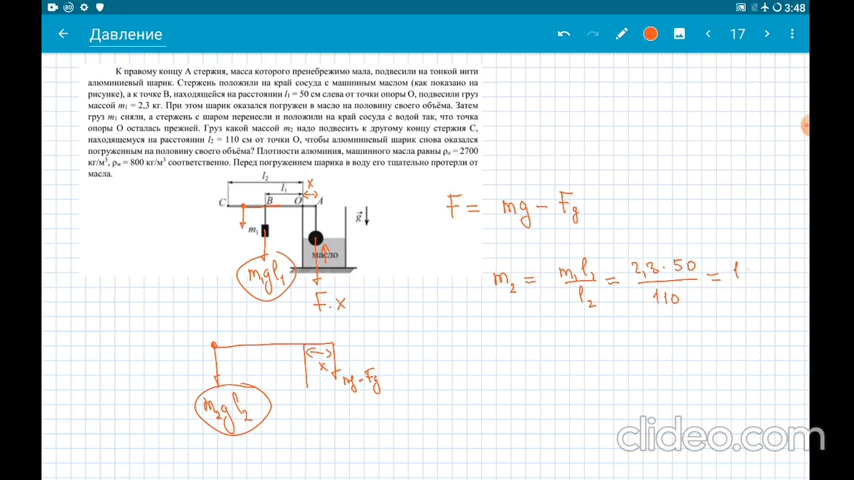 80
3:48
Давление
17
К правому концу А стержня, масса которого пренебрежимо мала, подвесили на тонкой нити
алюминиевый шарик. Стержень положили на край сосуда с машинным маслом (как показано на
рисунке), а к точке В, находящейся на расстоянии l₁ = 50 см слева от точки опоры О, подвесили груз
массой m₁ = 2,3 кг. При этом шарик оказался погружен в масло на половину своего объёма. Затем
груз m₁ сняли, а стержень с шаром перенесли и положили на край сосуда с водой так, что точка
опоры О осталась прежней. Груз какой массой m₂ надо подвесить к другому концу стержня С,
находящемуся на расстоянии l₂ = 110 см от точки О, чтобы алюминиевый шарик снова оказался
погруженным на половину своего объёма? Плотности алюминия, машинного масла равны ρₐ = 2700
кг/м³, ρₘ = 800 кг/м³ соответственно. Перед погружением шарика в воду его тщательно протерли от
масла.
l₂
l₁ x
C B O A
g
m₁
масло
m₁gl₁
F·x
F = mg − Fg
m₂ = m₁l₁ / l₂ = 2,3·50 / 110 = 1
x
mg − Fg
m₂gl₂
clideo.com